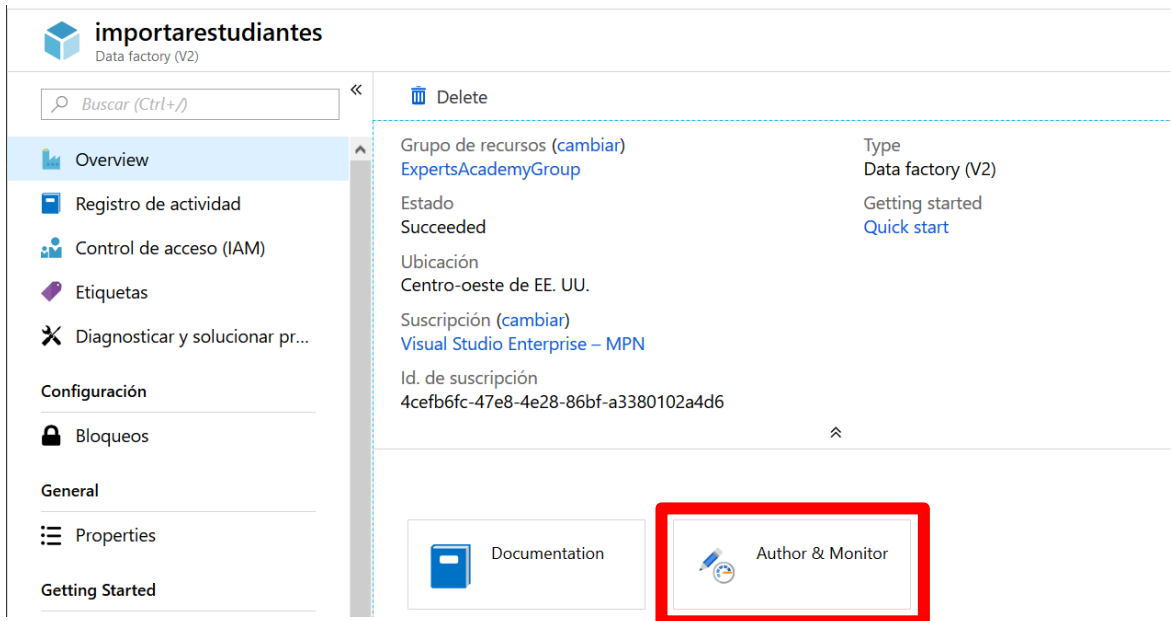 importarestudiantes
Data factory (V2)
Buscar (Ctrl+/)
«
Overview
Registro de actividad
Control de acceso (IAM)
Etiquetas
Diagnosticar y solucionar pr...
Configuración
Bloqueos
General
Properties
Getting Started
Delete
Grupo de recursos (cambiar)
ExpertsAcademyGroup
Estado
Succeeded
Ubicación
Centro-oeste de EE. UU.
Suscripción (cambiar)
Visual Studio Enterprise – MPN
Id. de suscripción
4cefb6fc-47e8-4e28-86bf-a3380102a4d6
Type
Data factory (V2)
Getting started
Quick start
Documentation
Author & Monitor